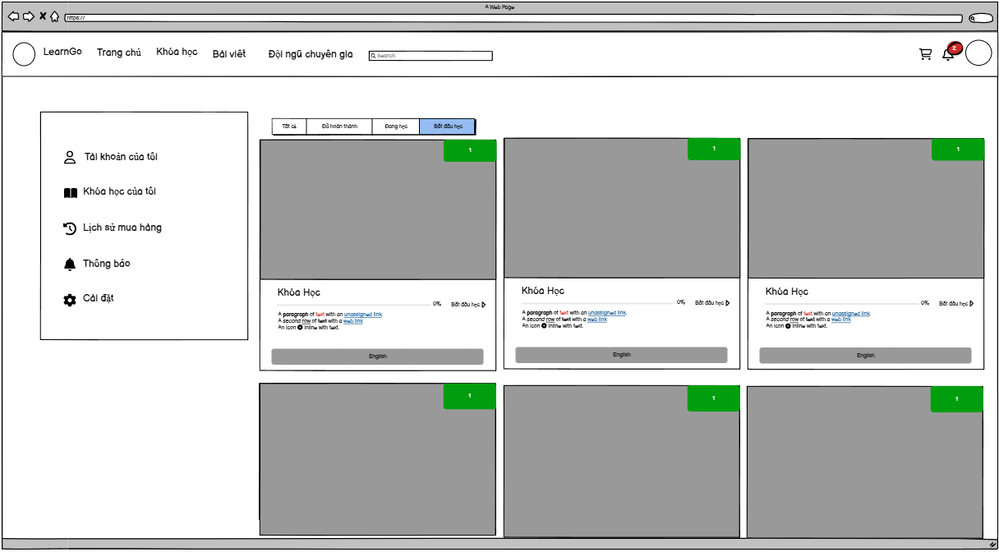 A Web Page
https://
LearnGo Trang chủ Khóa học Bài viết Đội ngũ chuyên gia search 2
Tất cả Đã hoàn thành Đang học Bắt đầu học
Tài khoản của tôi
Khóa học của tôi
Lịch sử mua hàng
Thông báo
Cài đặt
1
Khóa Học
0% Bắt đầu học
A paragraph of text with an unassigned link.
A second row of text with a web link
An icon inline with text.
English
1
Khóa Học
0% Bắt đầu học
A paragraph of text with an unassigned link.
A second row of text with a web link
An icon inline with text.
English
1
Khóa Học
0% Bắt đầu học
A paragraph of text with an unassigned link.
A second row of text with a web link
An icon inline with text.
English
1
1
1